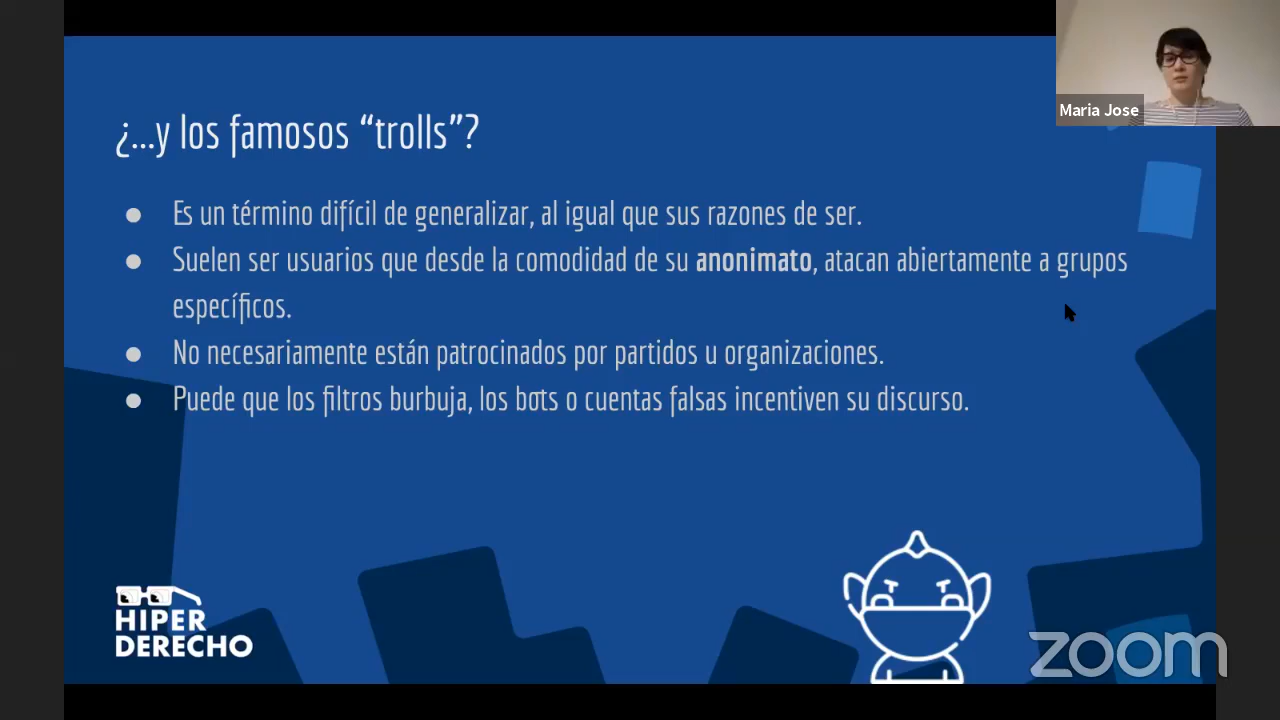 ¿...y los famosos “trolls”?
Maria Jose
● Es un término difícil de generalizar, al igual que sus razones de ser.
● Suelen ser usuarios que desde la comodidad de su anonimato, atacan abiertamente a grupos
específicos.
● No necesariamente están patrocinados por partidos u organizaciones.
● Puede que los filtros burbuja, los bots o cuentas falsas incentiven su discurso.
HIPER
DERECHO
zoom